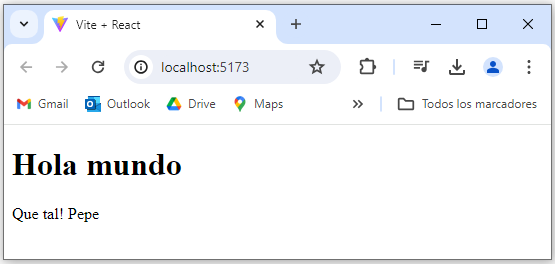 Vite + React
localhost:5173
Gmail Outlook Drive Maps » Todos los marcadores
Hola mundo
Que tal! Pepe